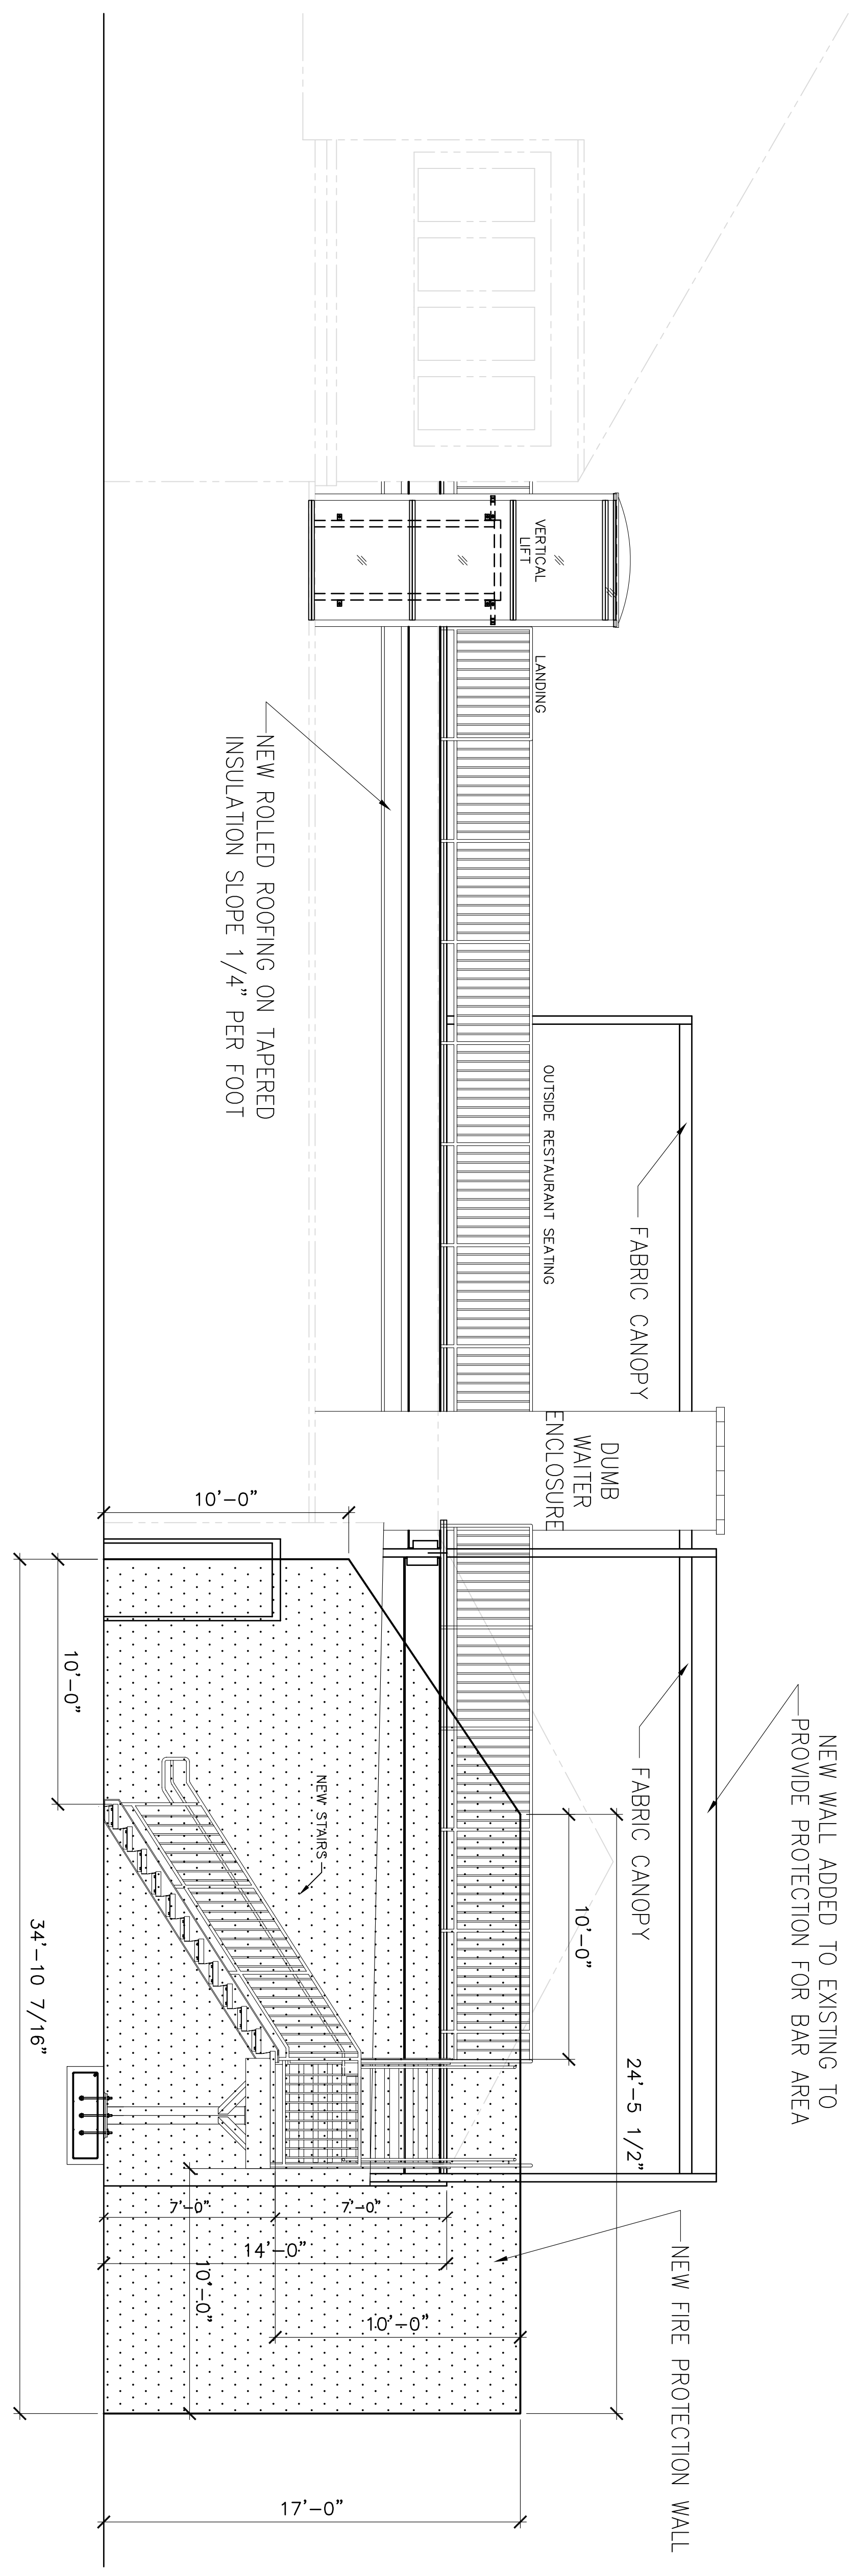 VERTICAL
LIFT
LANDING
NEW ROLLED ROOFING ON TAPERED
INSULATION SLOPE 1/4" PER FOOT
OUTSIDE RESTAURANT SEATING
FABRIC CANOPY
DUMB
WAITER
ENCLOSURE
NEW WALL ADDED TO EXISTING TO
PROVIDE PROTECTION FOR BAR AREA
FABRIC CANOPY
10'-0"
10'-0"
NEW STAIRS
10'-0"
24'-5 1/2"
34'-10 7/16"
7'-0"
7'-0"
14'-0"
10'-0"
10'-0"
NEW FIRE PROTECTION WALL
17'-0"